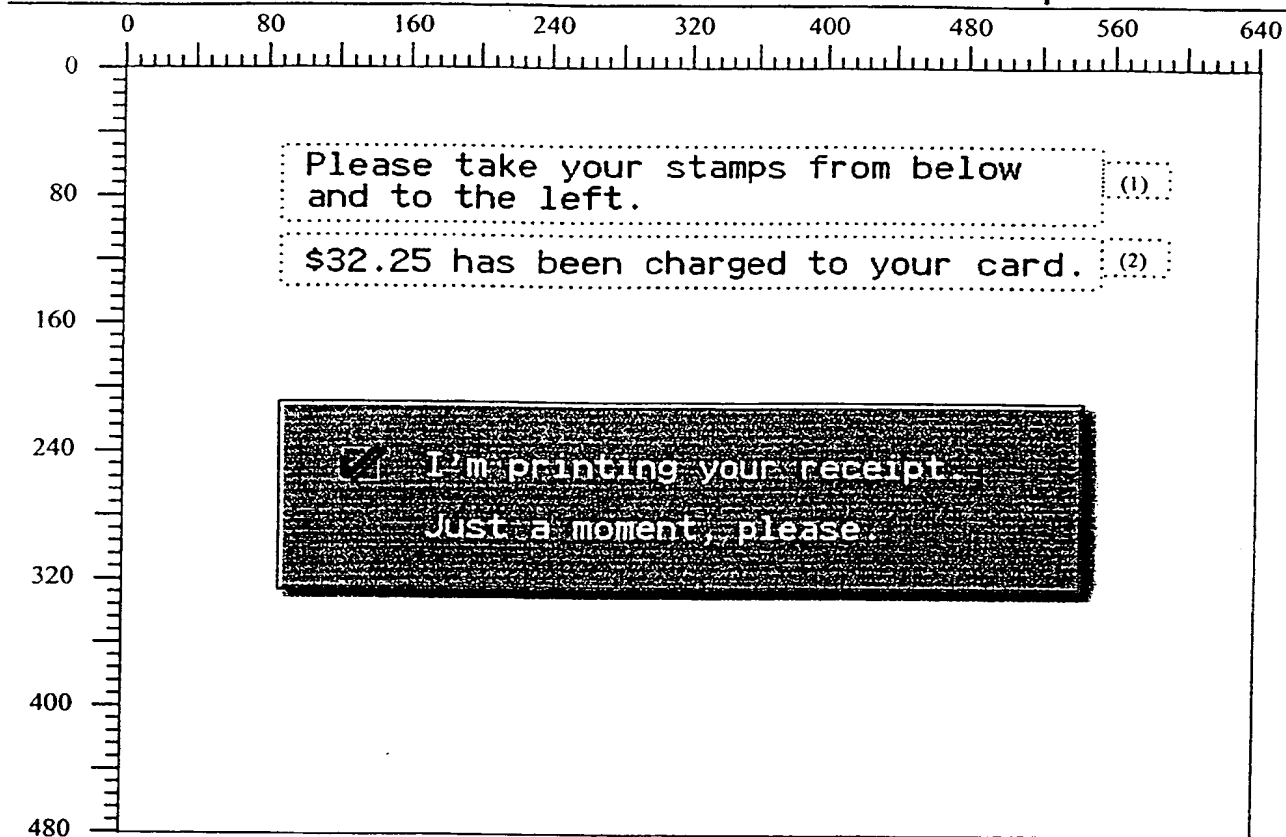 0 80 160 240 320 400 480 560 640
0
Please take your stamps from below
and to the left.
(1)
80
$32.25 has been charged to your card.
(2)
160
240
I'm printing your receipt.
Just a moment, please.
320
400
480